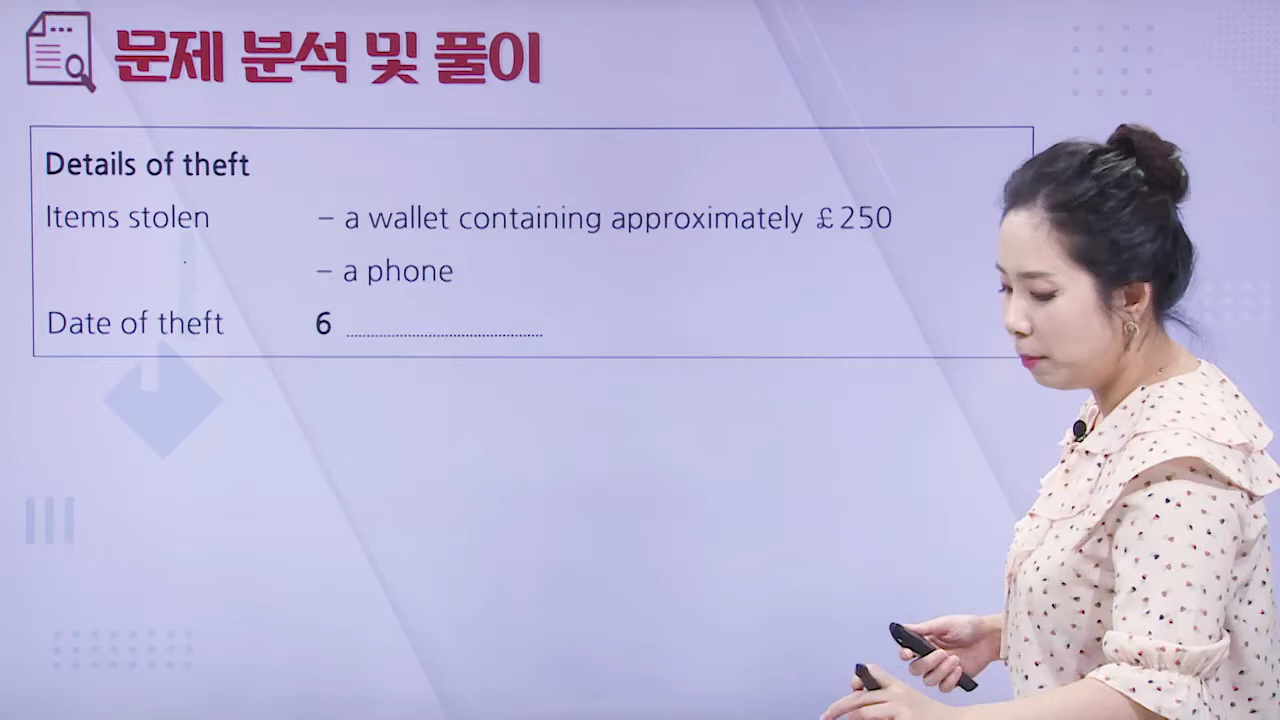 문제 분석 및 풀이
Details of theft
Items stolen – a wallet containing approximately £250
– a phone
Date of theft 6 ........................................